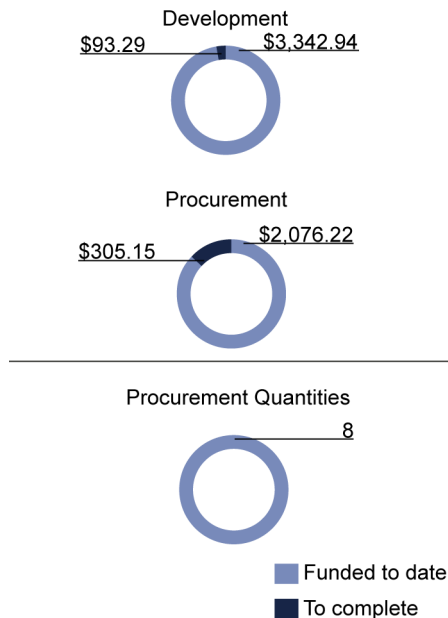 Development
$93.29 $3,342.94
Procurement
$305.15 $2,076.22
Procurement Quantities
8
Funded to date
To complete